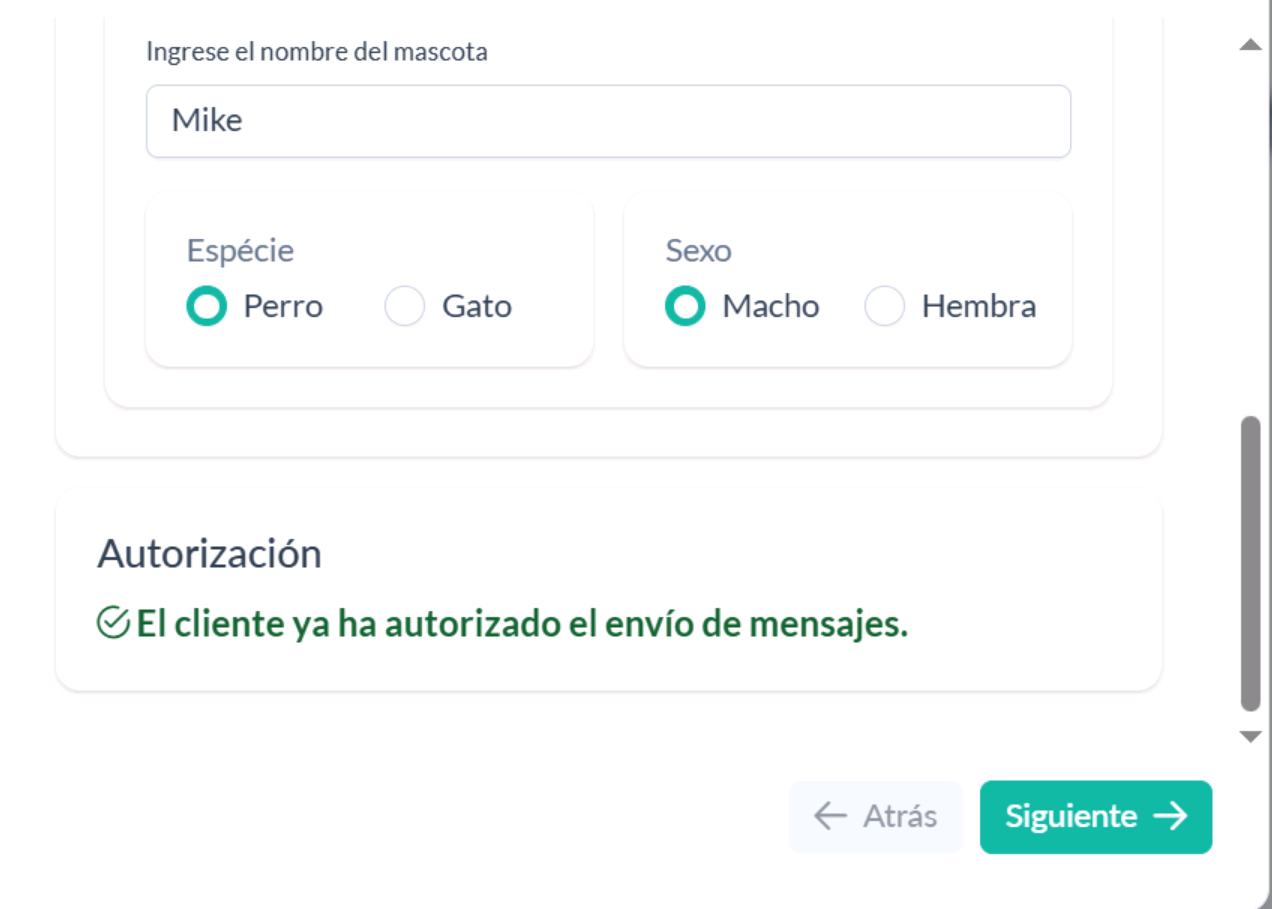 Ingrese el nombre del mascota
Mike
Espécie
Perro
Gato
Sexo
Macho
Hembra
Autorización
El cliente ya ha autorizado el envío de mensajes.
Atrás
Siguiente